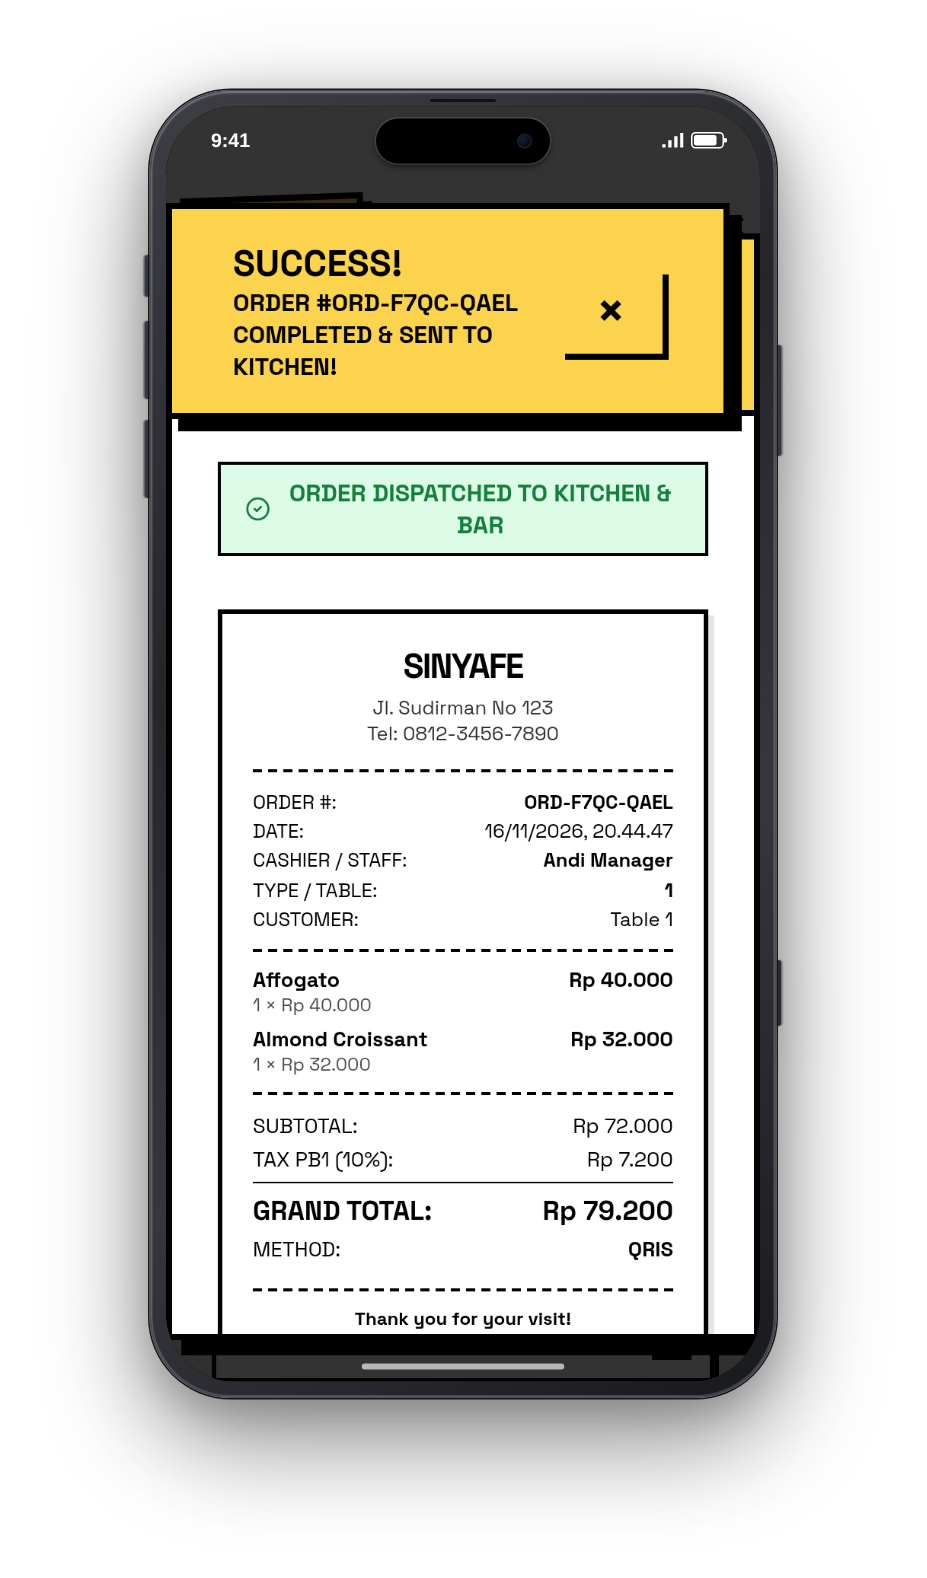 9:41
SUCCESS!
ORDER #ORD-F7QC-QAEL
COMPLETED & SENT TO
KITCHEN!
×
ORDER DISPATCHED TO KITCHEN &
BAR
SINYAFE
Jl. Sudirman No 123
Tel: 0812-3456-7890
ORDER #: ORD-F7QC-QAEL
DATE: 16/11/2026, 20.44.47
CASHIER / STAFF: Andi Manager
TYPE / TABLE: 1
CUSTOMER: Table 1
Affogato Rp 40.000
1 × Rp 40.000
Almond Croissant Rp 32.000
1 × Rp 32.000
SUBTOTAL: Rp 72.000
TAX PB1 (10%): Rp 7.200
GRAND TOTAL: Rp 79.200
METHOD: QRIS
Thank you for your visit!